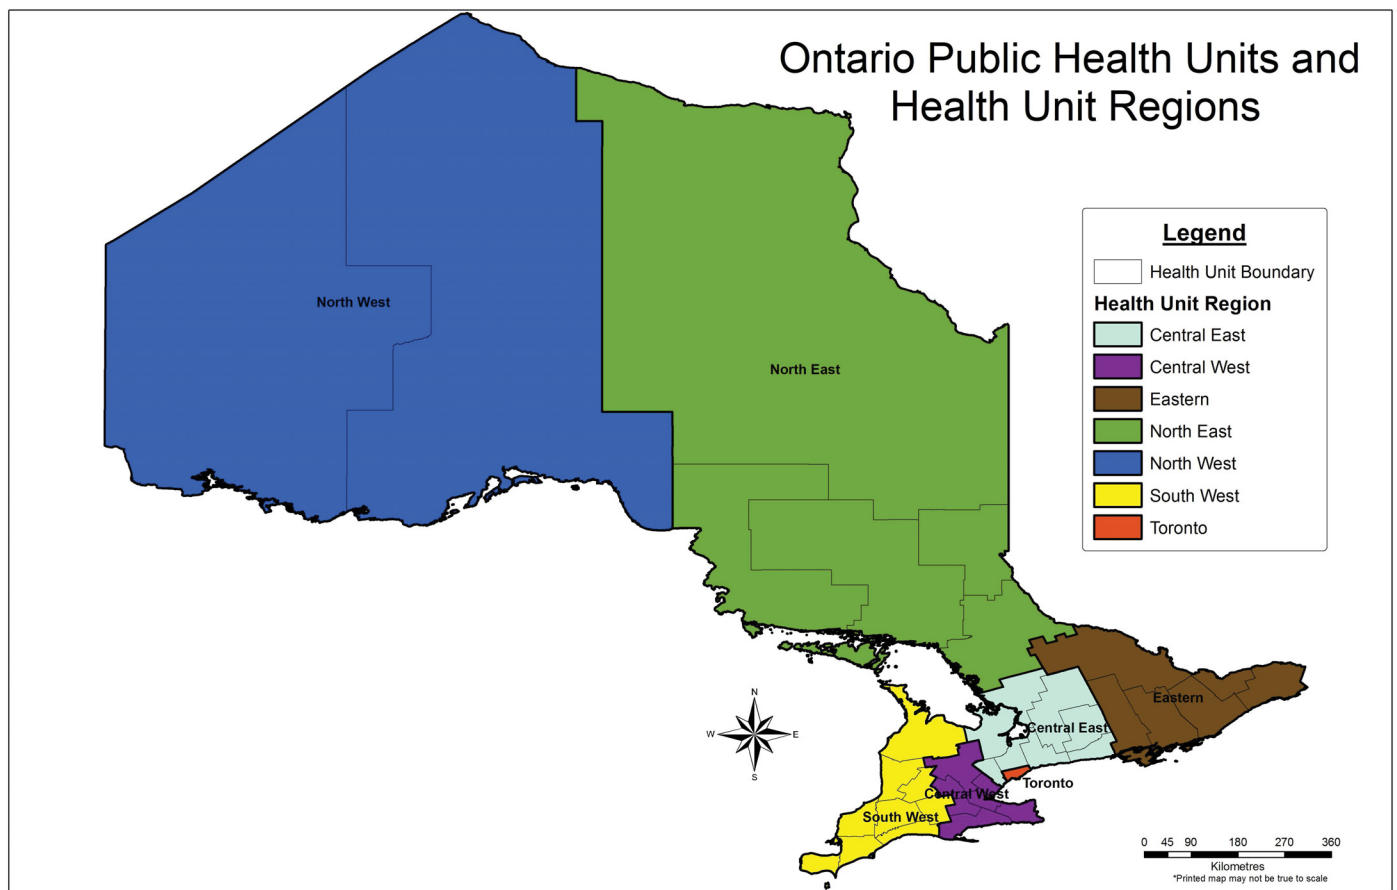 Ontario Public Health Units and
Health Unit Regions
Legend
Health Unit Boundary
Health Unit Region
Central East
Central West
Eastern
North East
North West
South West
Toronto
North West
North East
Eastern
Central East
Toronto
Central West
South West
N
W
E
S
0 45 90 180 270 360
Kilometres
*Printed map may not be true to scale